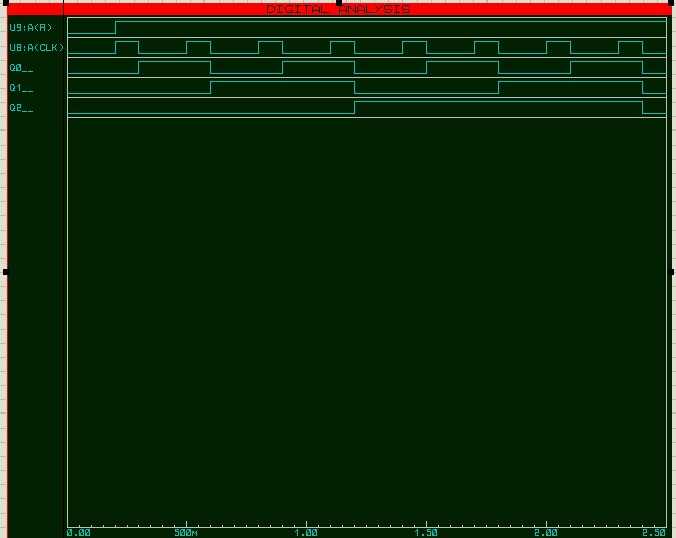 DIGITAL ANALYSIS
U9:A(R)
U8:A(CLK)
Q0__
Q1__
Q2__
0.00 500M 1.00 1.50 2.00 2.50